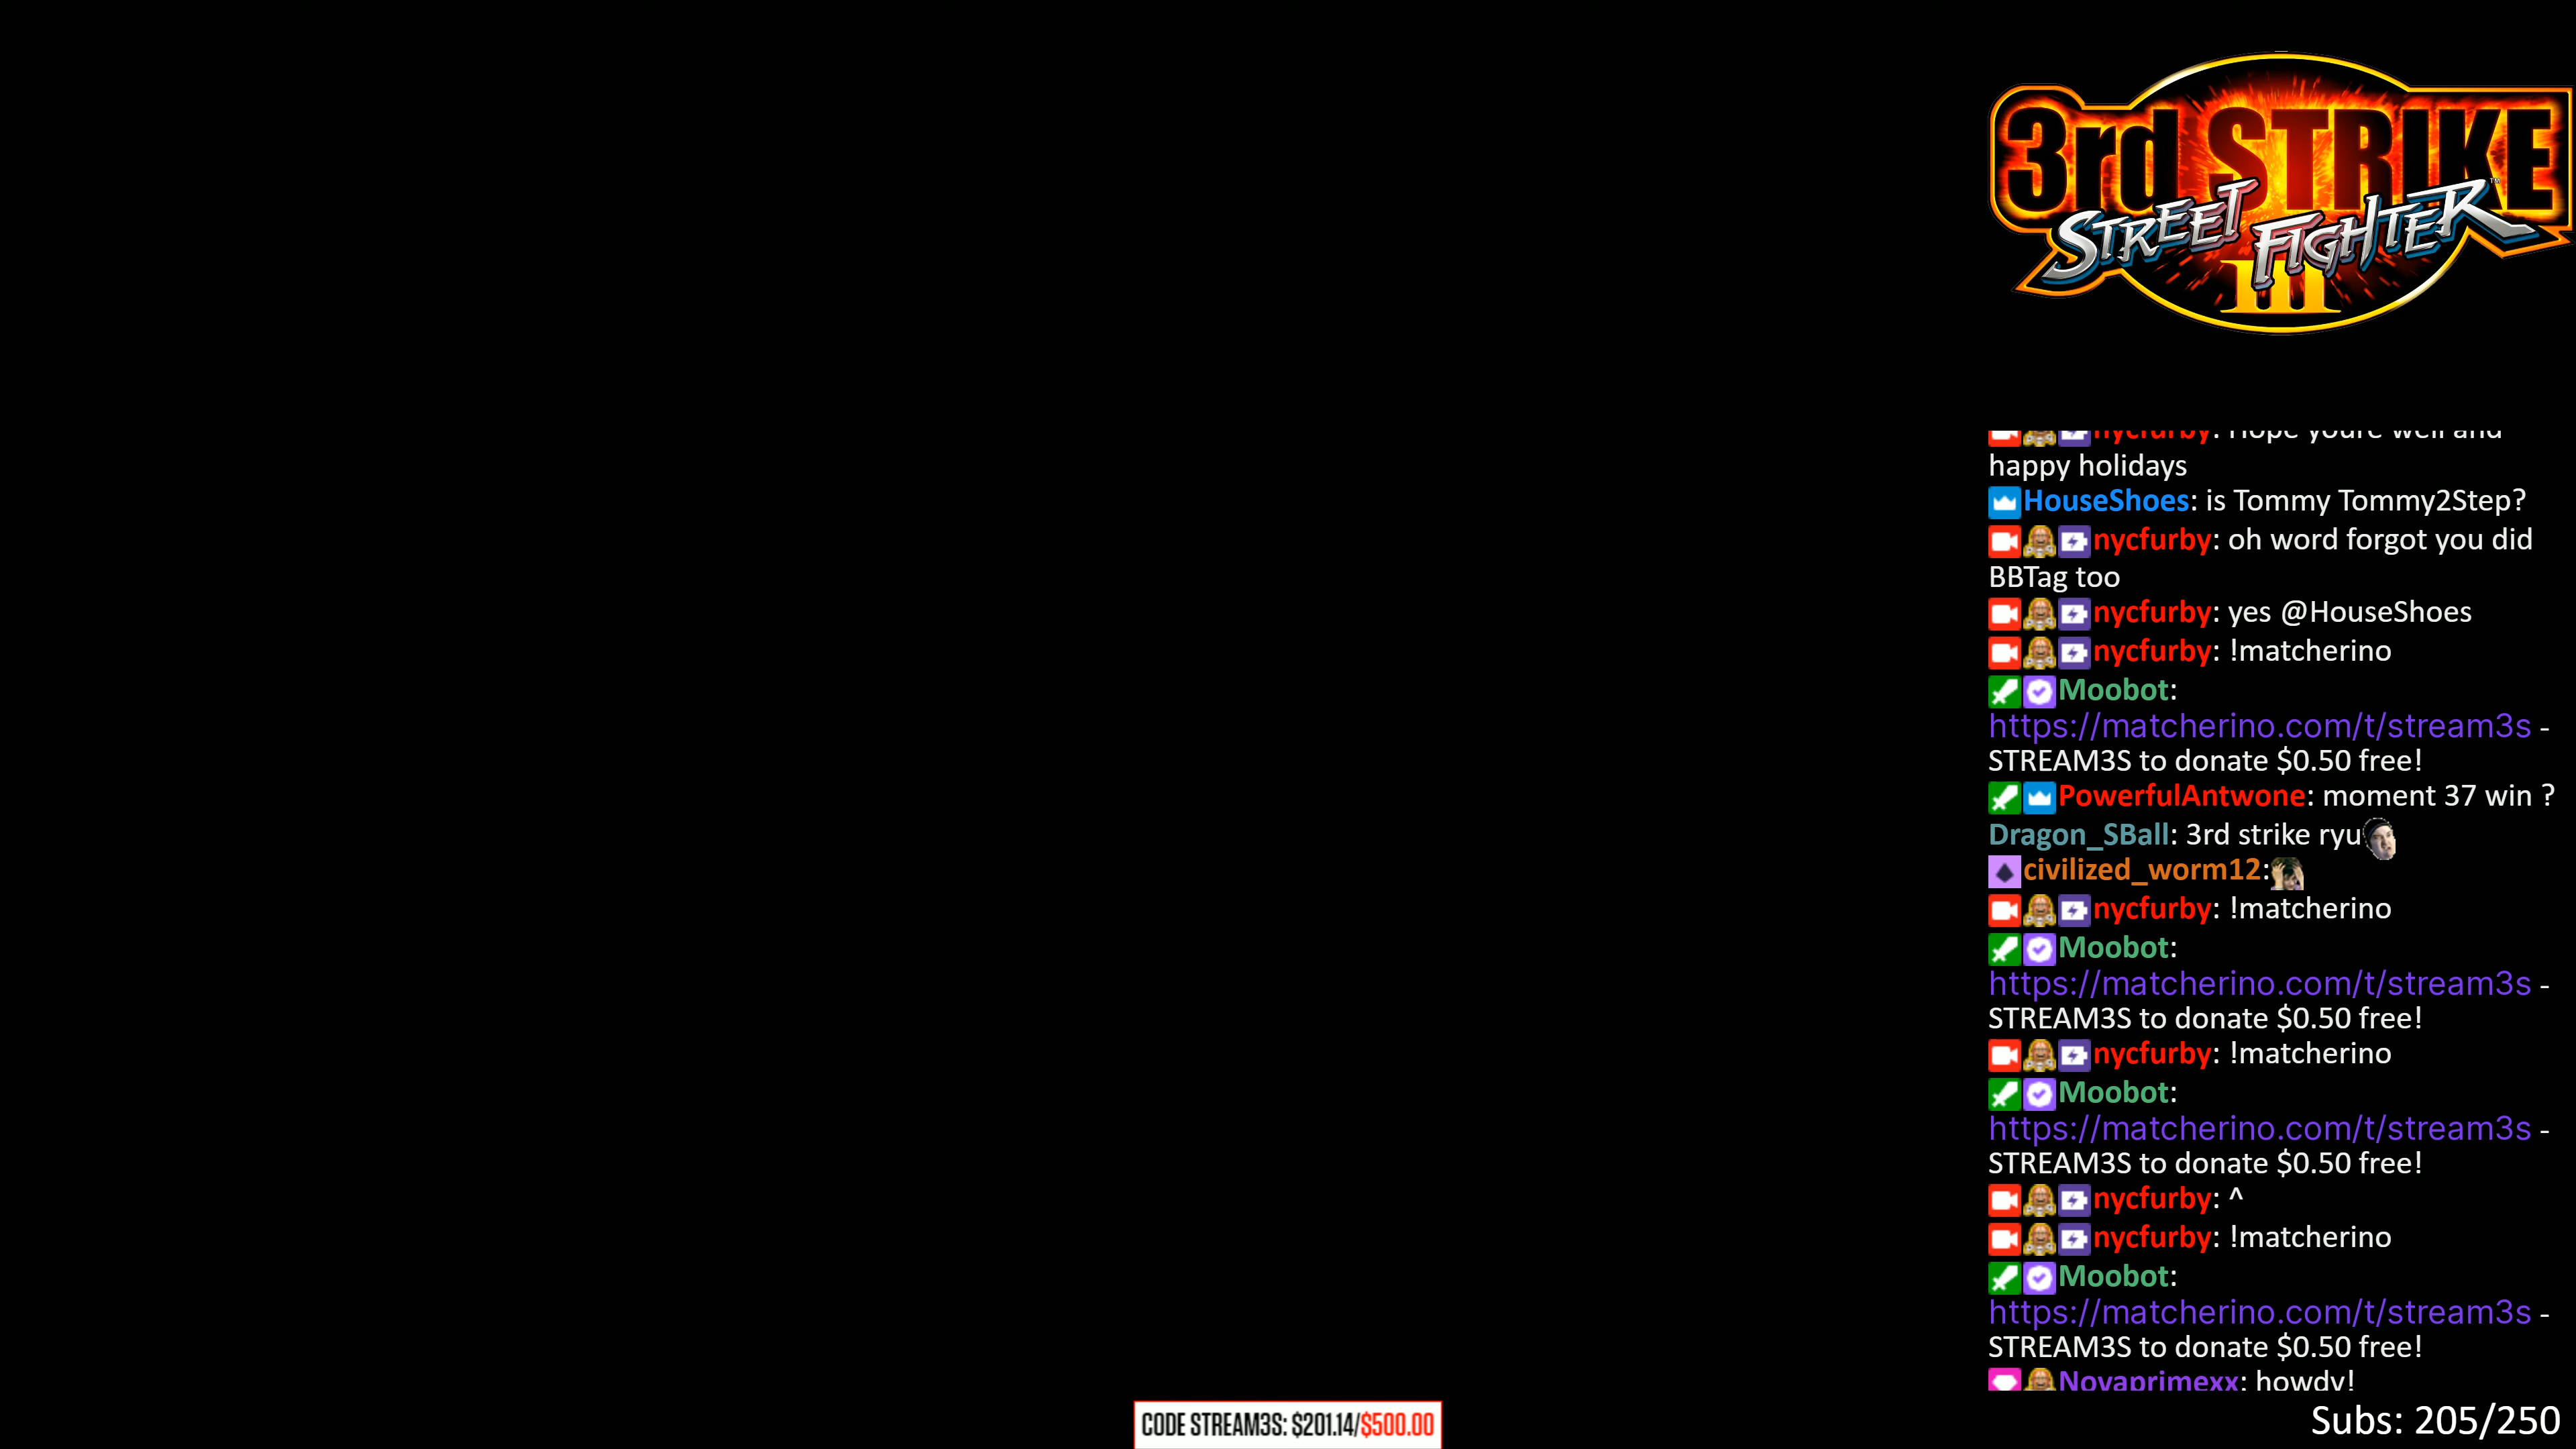 3rd STRIKE
STREET FIGHTER
III
nycfurby: Hope youre well and
happy holidays
HouseShoes: is Tommy Tommy2Step?
nycfurby: oh word forgot you did
BBTag too
nycfurby: yes @HouseShoes
nycfurby: !matcherino
Moobot:
https://matcherino.com/t/stream3s -
STREAM3S to donate $0.50 free!
PowerfulAntwone: moment 37 win ?
Dragon_SBall: 3rd strike ryu
civilized_worm12:
nycfurby: !matcherino
Moobot:
https://matcherino.com/t/stream3s -
STREAM3S to donate $0.50 free!
nycfurby: !matcherino
Moobot:
https://matcherino.com/t/stream3s -
STREAM3S to donate $0.50 free!
nycfurby: ^
nycfurby: !matcherino
Moobot:
https://matcherino.com/t/stream3s -
STREAM3S to donate $0.50 free!
Novaprimexx: howdy!
CODE STREAM3S: $201.14/$500.00
Subs: 205/250